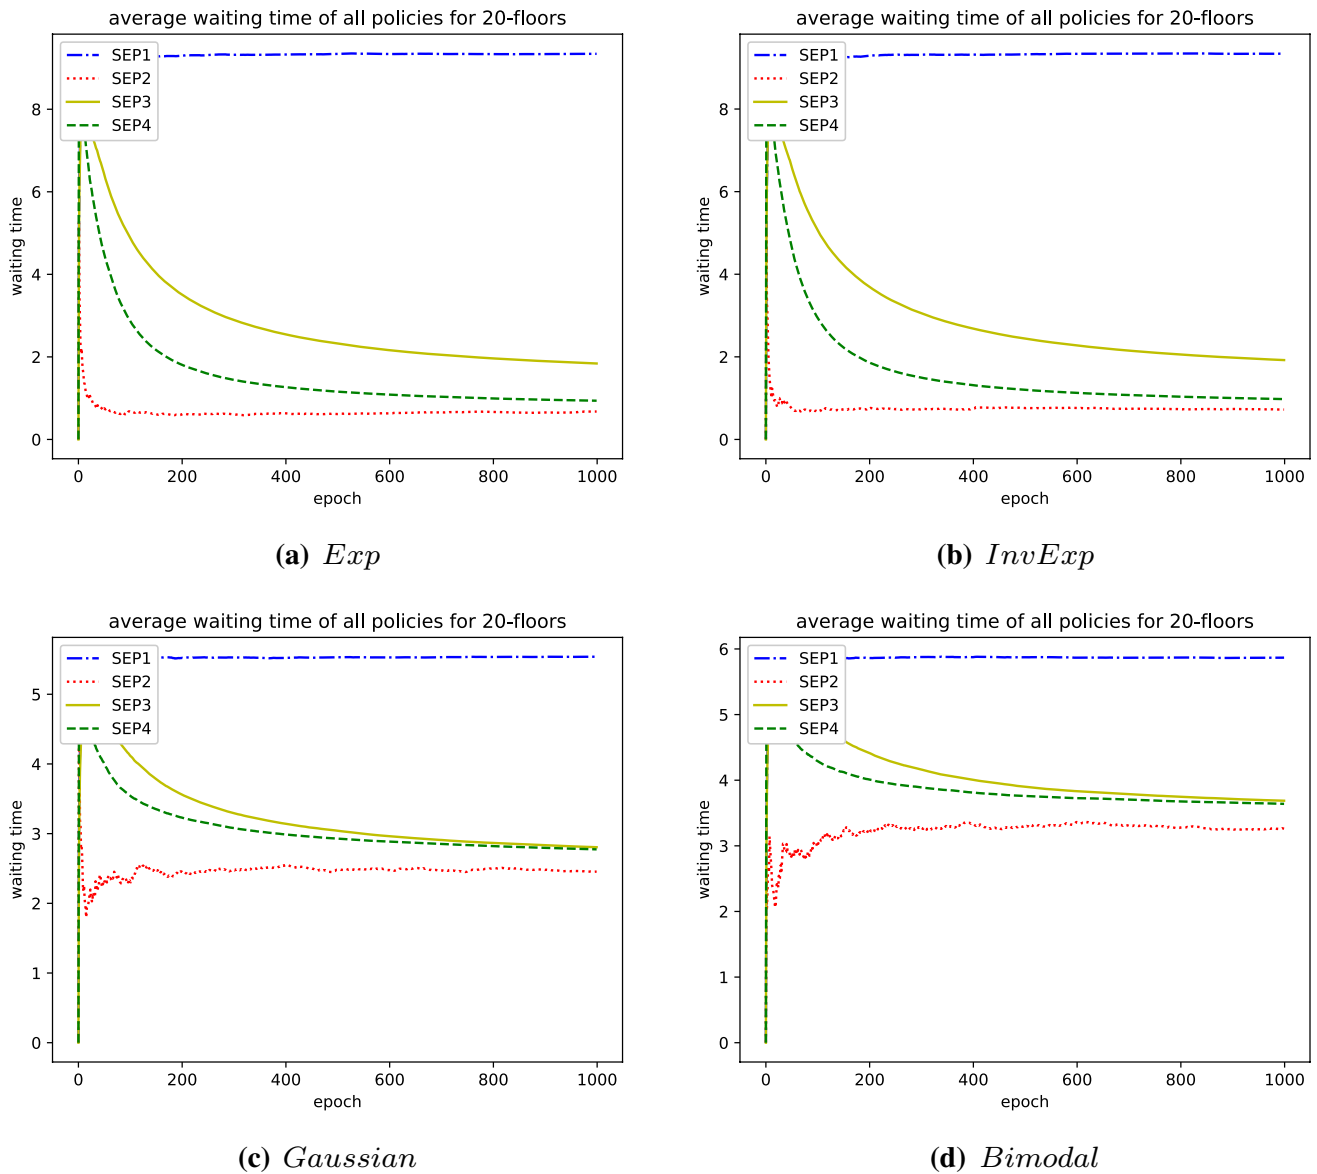 average waiting time of all policies for 20-floors
SEP1
SEP2
SEP3
SEP4
8
6
4
2
0
waiting time
0 200 400 600 800 1000
epoch
(a) Exp
average waiting time of all policies for 20-floors
SEP1
SEP2
SEP3
SEP4
8
6
4
2
0
waiting time
0 200 400 600 800 1000
epoch
(b) InvExp
average waiting time of all policies for 20-floors
SEP1
SEP2
SEP3
SEP4
5
4
3
2
1
0
waiting time
0 200 400 600 800 1000
epoch
(c) Gaussian
average waiting time of all policies for 20-floors
SEP1
SEP2
SEP3
SEP4
6
5
4
3
2
1
0
waiting time
0 200 400 600 800 1000
epoch
(d) Bimodal